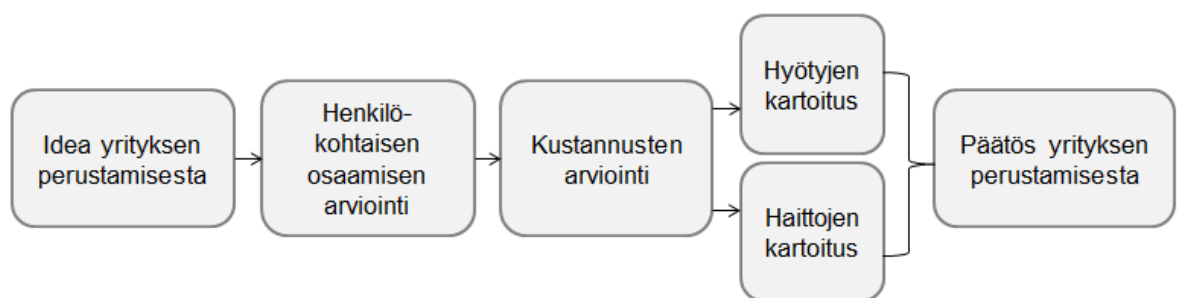 Idea yrityksen
perustamisesta
Henkilö-
kohtaisen
osaamisen
arviointi
Kustannusten
arviointi
Hyötyjen
kartoitus
Haittojen
kartoitus
Päätös yrityksen
perustamisesta